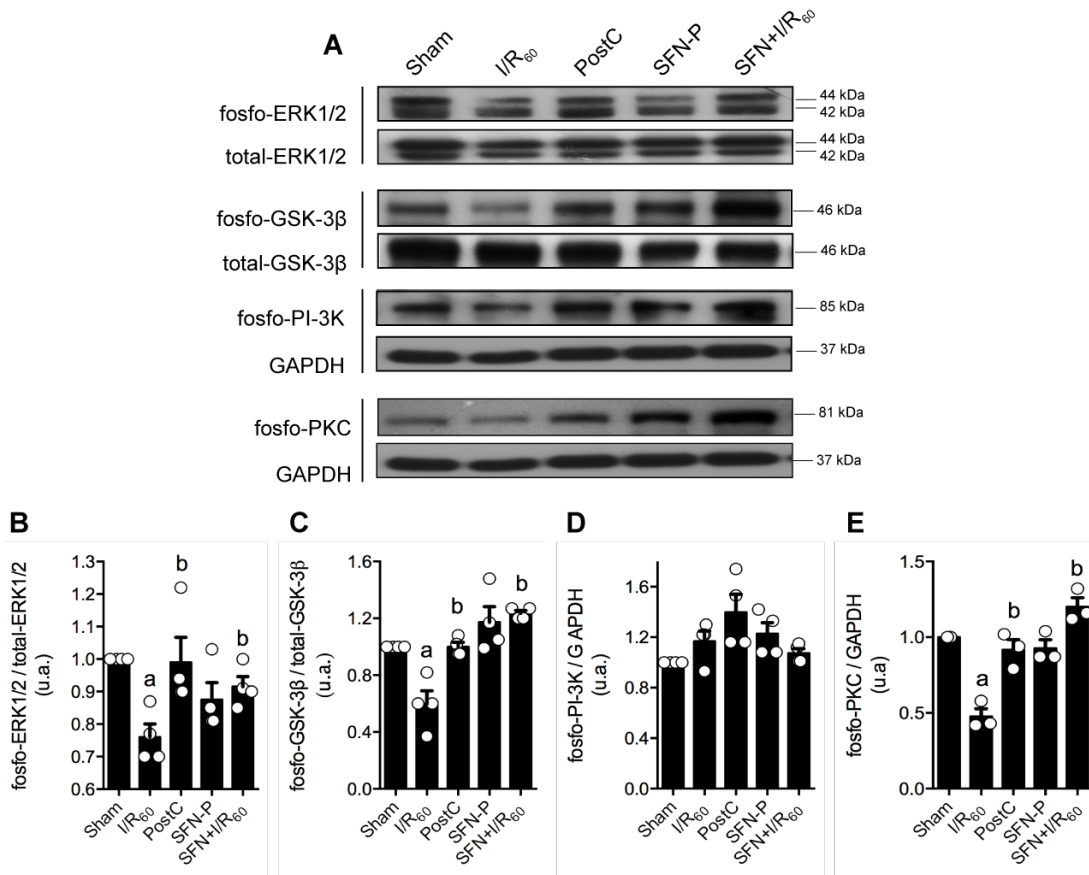 A
Sham
I/R60
PostC
SFN-P
SFN+I/R60
fosfo-ERK1/2
44 kDa
42 kDa
total-ERK1/2
44 kDa
42 kDa
fosfo-GSK-3β
46 kDa
total-GSK-3β
46 kDa
fosfo-PI-3K
85 kDa
GAPDH
37 kDa
fosfo-PKC
81 kDa
GAPDH
37 kDa
B
fosfo-ERK1/2 / total-ERK1/2
(u.a.)
1.3
1.2
1.1
1.0
0.9
0.8
0.7
0.6
a
b
b
Sham
I/R60
PostC
SFN-P
SFN+I/R60
C
fosfo-GSK-3β / total-GSK-3β
(u.a.)
1.6
1.2
0.8
0.4
0.0
a
b
b
Sham
I/R60
PostC
SFN-P
SFN+I/R60
D
fosfo-PI-3K / G APDH
(u.a.)
1.6
1.2
0.8
0.4
0.0
Sham
I/R60
PostC
SFN-P
SFN+I/R60
E
fosfo-PKC / GAPDH
(u.a)
1.5
1.0
0.5
0.0
a
b
b
Sham
I/R60
PostC
SFN-P
SFN+I/R60